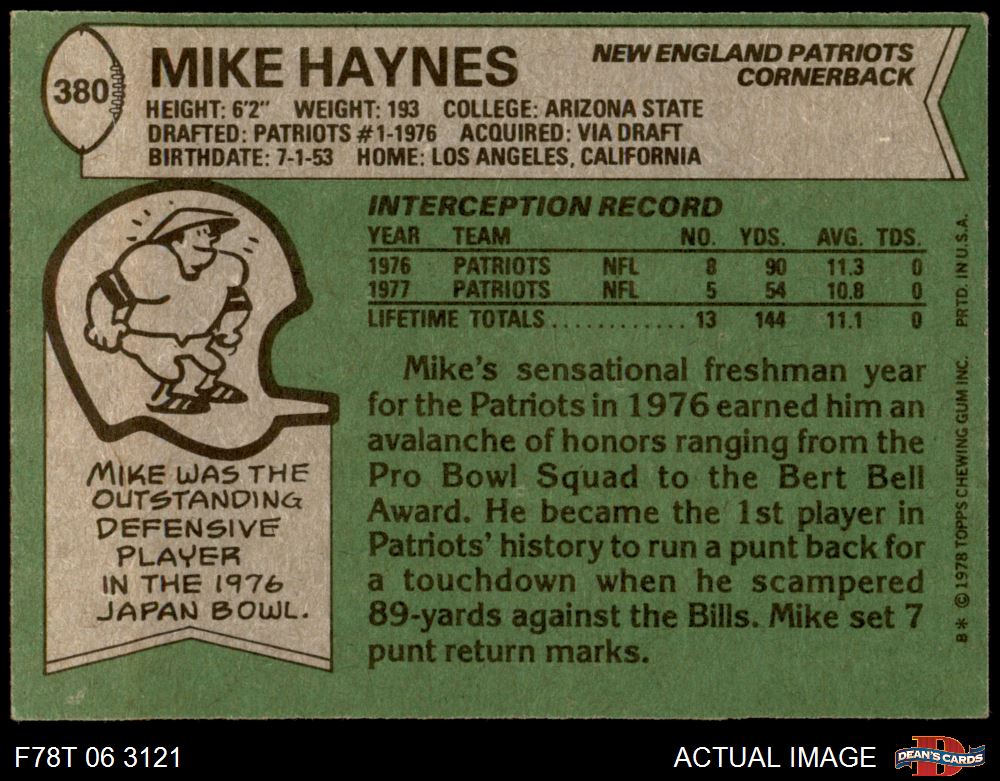 380
MIKE HAYNES
NEW ENGLAND PATRIOTS
CORNERBACK
HEIGHT: 6'2" WEIGHT: 193 COLLEGE: ARIZONA STATE
DRAFTED: PATRIOTS #1-1976 ACQUIRED: VIA DRAFT
BIRTHDATE: 7-1-53 HOME: LOS ANGELES, CALIFORNIA
INTERCEPTION RECORD
YEAR TEAM NO. YDS. AVG. TDS.
1976 PATRIOTS NFL 8 90 11.3 0
1977 PATRIOTS NFL 5 54 10.8 0
LIFETIME TOTALS............ 13 144 11.1 0
Mike's sensational freshman year
for the Patriots in 1976 earned him an
avalanche of honors ranging from the
Pro Bowl Squad to the Bert Bell
Award. He became the 1st player in
Patriots' history to run a punt back for
a touchdown when he scampered
89-yards against the Bills. Mike set 7
punt return marks.
MIKE WAS THE
OUTSTANDING
DEFENSIVE
PLAYER
IN THE 1976
JAPAN BOWL.
B* © 1978 TOPPS CHEWING GUM INC. PRTD. IN U.S.A.
F78T 06 3121
ACTUAL IMAGE
D
DEAN'S CARDS